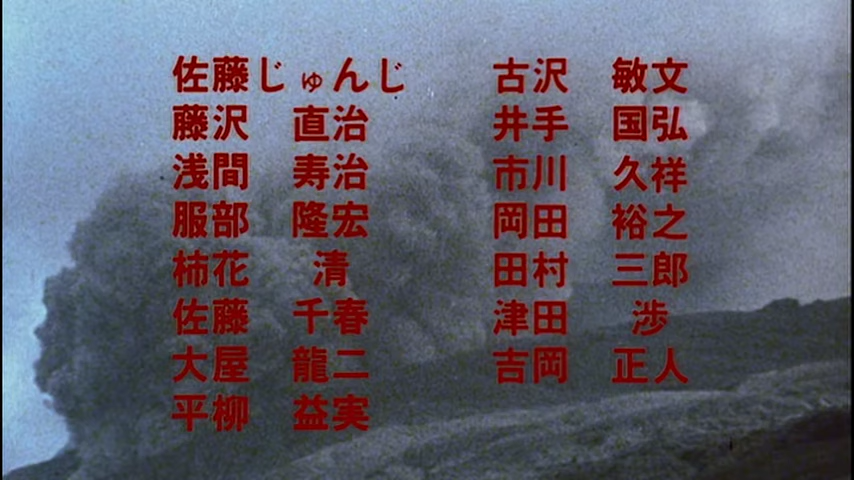 佐藤じゅんじ
藤沢 直治
浅間 寿治
服部 隆宏
柿花 清
佐藤 千春
大屋 龍二
平柳 益実
古沢 敏文
井手 国弘
市川 久祥
岡田 裕之
田村 三郎
津田 渉
吉岡 正人